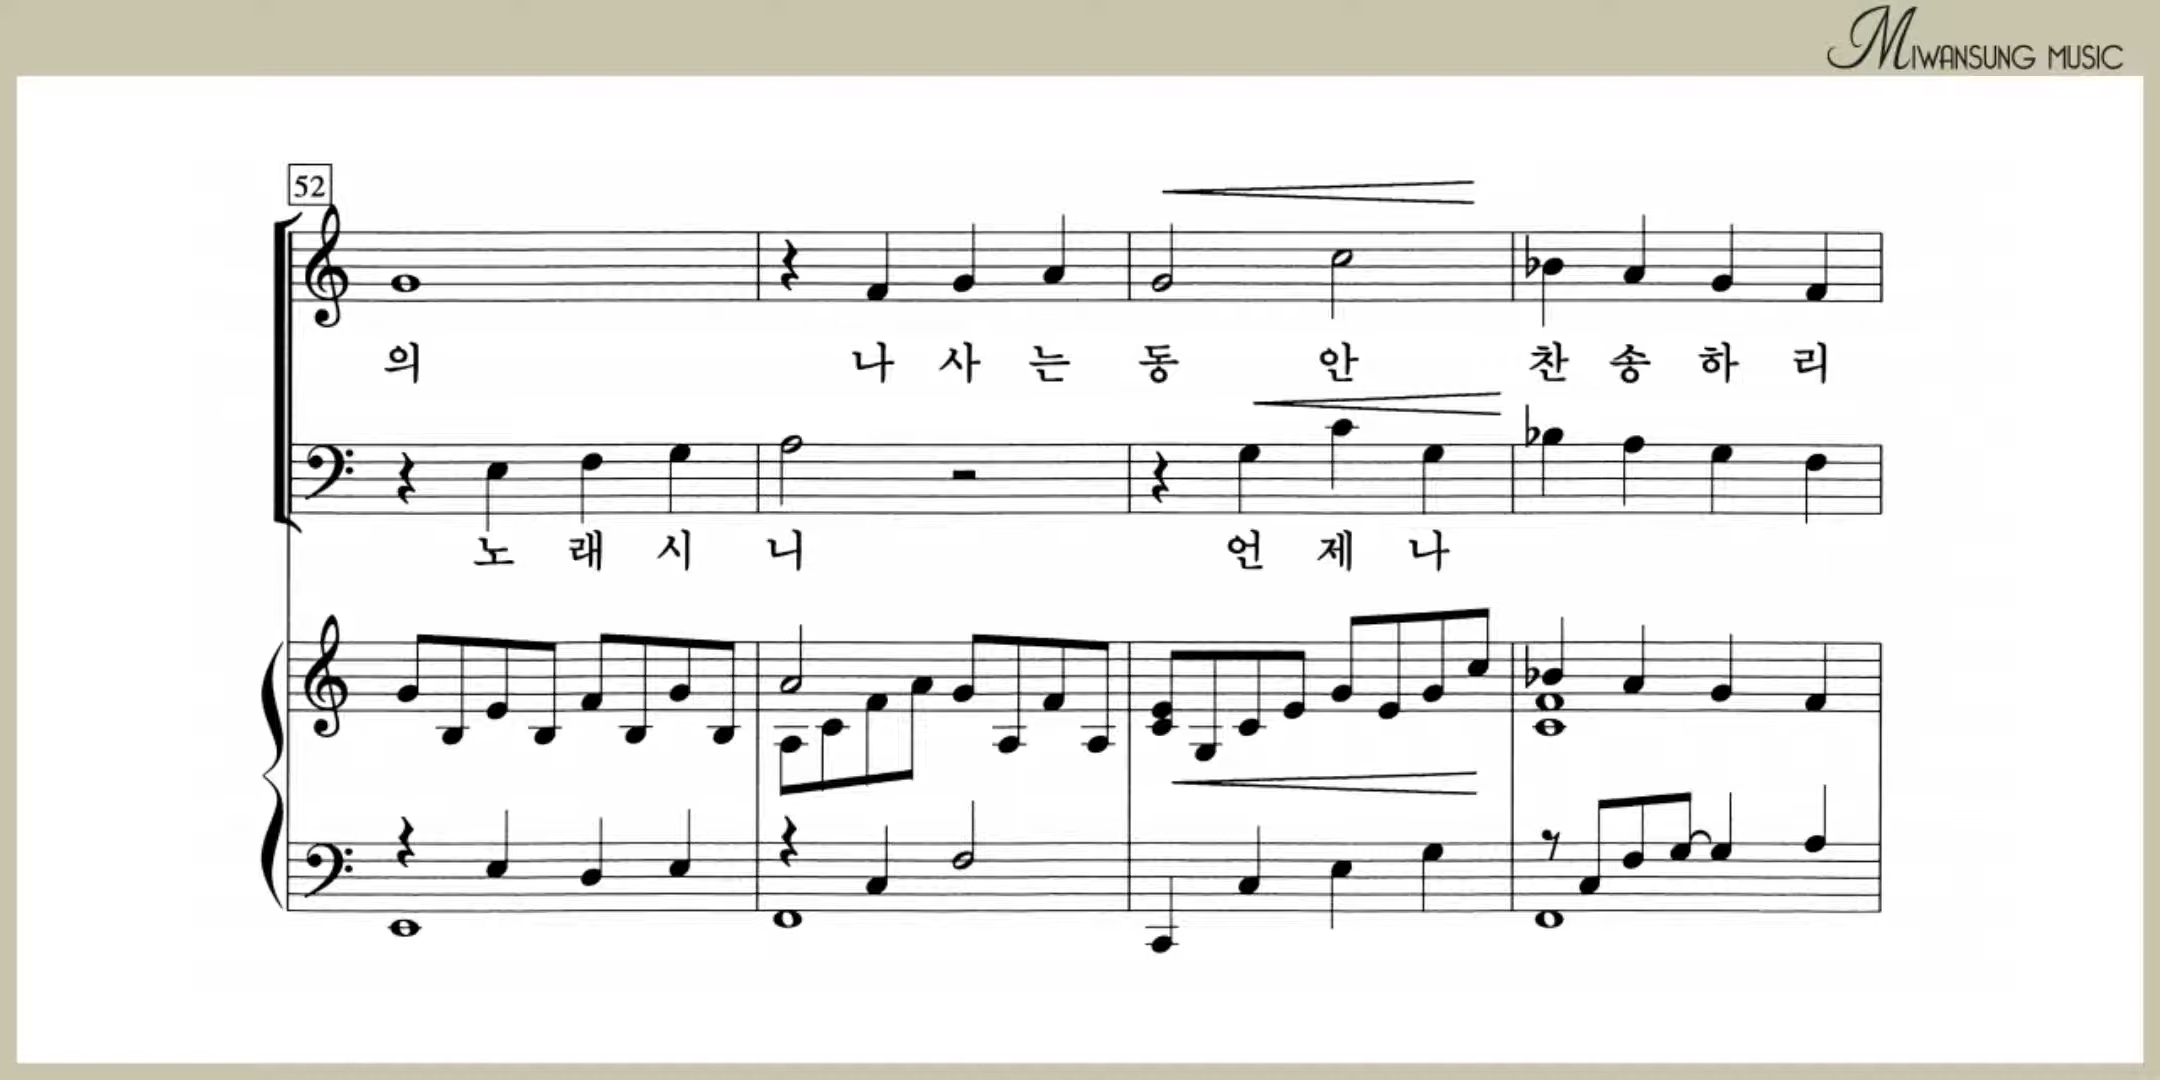 MIWANSUNG MUSIC
52
의 나 사 는 동 안 찬 송 하 리
노 래 시 니 언 제 나